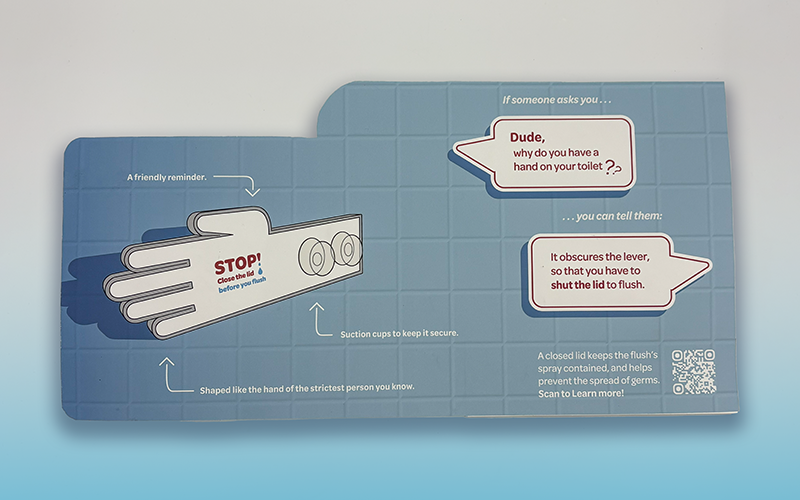 If someone asks you . . .
Dude,
why do you have a
hand on your toilet ??
. . . you can tell them:
It obscures the lever,
so that you have to
shut the lid to flush.
A friendly reminder.
STOP!
Close the lid
before you flush
Suction cups to keep it secure.
Shaped like the hand of the strictest person you know.
A closed lid keeps the flush's
spray contained, and helps
prevent the spread of germs.
Scan to Learn more!